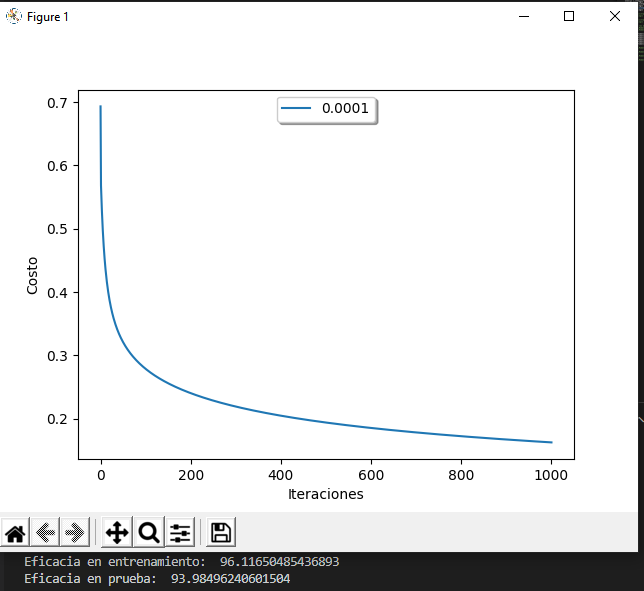 Figure 1
0.7
0.6
0.5
0.4
0.3
0.2
Costo
0.0001
0 200 400 600 800 1000
Iteraciones
Eficacia en entrenamiento: 96.11650485436893
Eficacia en prueba: 93.98496240601504